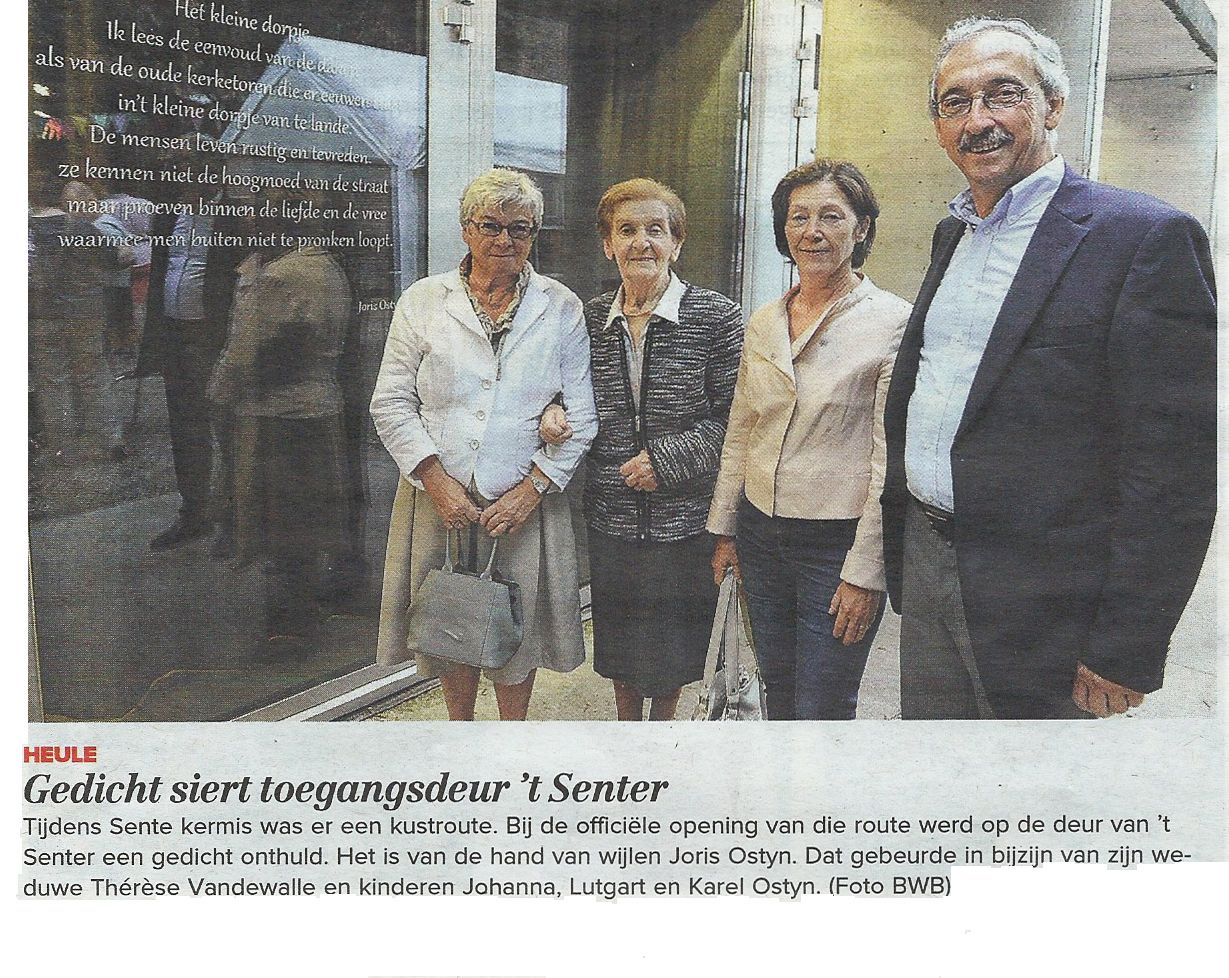 Het kleine dorpje
Ik lees de eenvoud van de
als van de oude kerketoren die er eeuwen
in't kleine dorpje van te lande.
De mensen leven rustig en tevreden.
ze kennen niet de hoogmoed van de straat
maar proeven binnen de liefde en de vree
waarmee men buiten niet te pronken loopt.
Joris Osty
HEULE
Gedicht siert toegangsdeur ’t Senter
Tijdens Sente kermis was er een kustroute. Bij de officiële opening van die route werd op de deur van ’t
Senter een gedicht onthuld. Het is van de hand van wijlen Joris Ostyn. Dat gebeurde in bijzijn van zijn we-
duwe Thérèse Vandewalle en kinderen Johanna, Lutgart en Karel Ostyn. (Foto BWB)